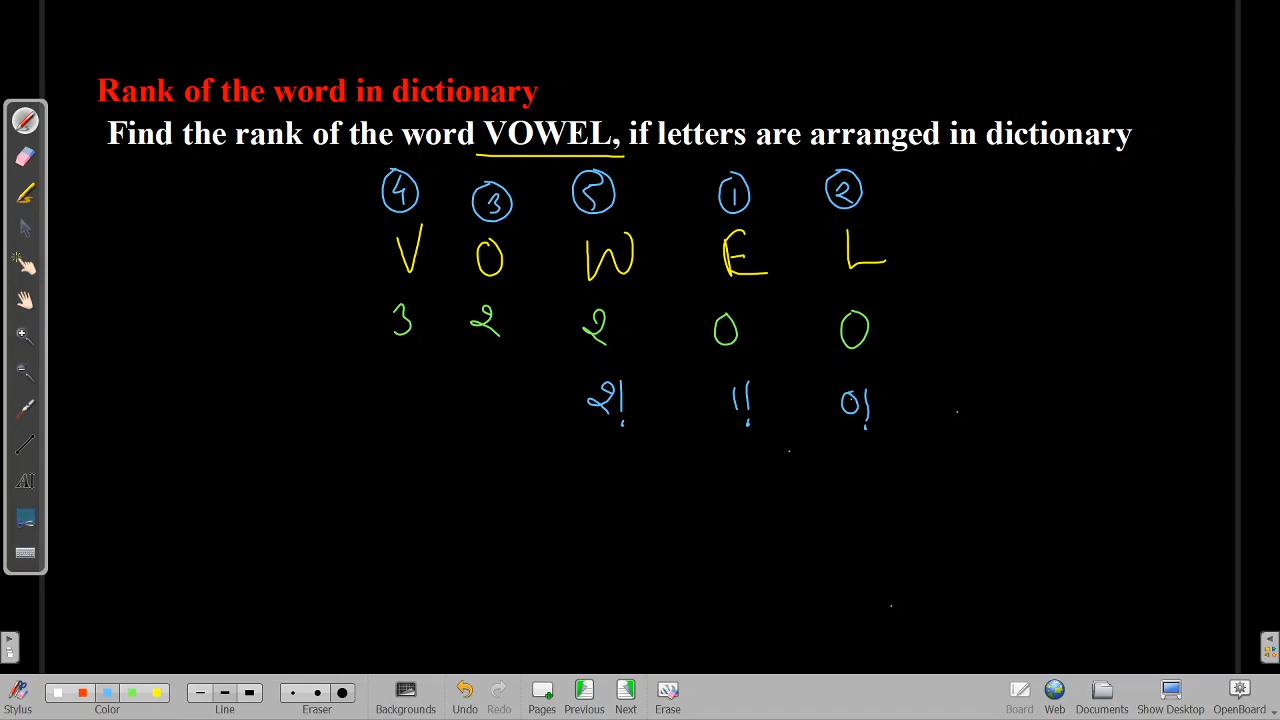 Rank of the word in dictionary
Find the rank of the word VOWEL, if letters are arranged in dictionary
4 3 5 1 2
V O W E L
3 2 2 0 0
2! 1! 0!
Stylus Color Line Eraser Backgrounds Undo Redo Pages Previous Next Erase Board Web Documents Show Desktop OpenBoard